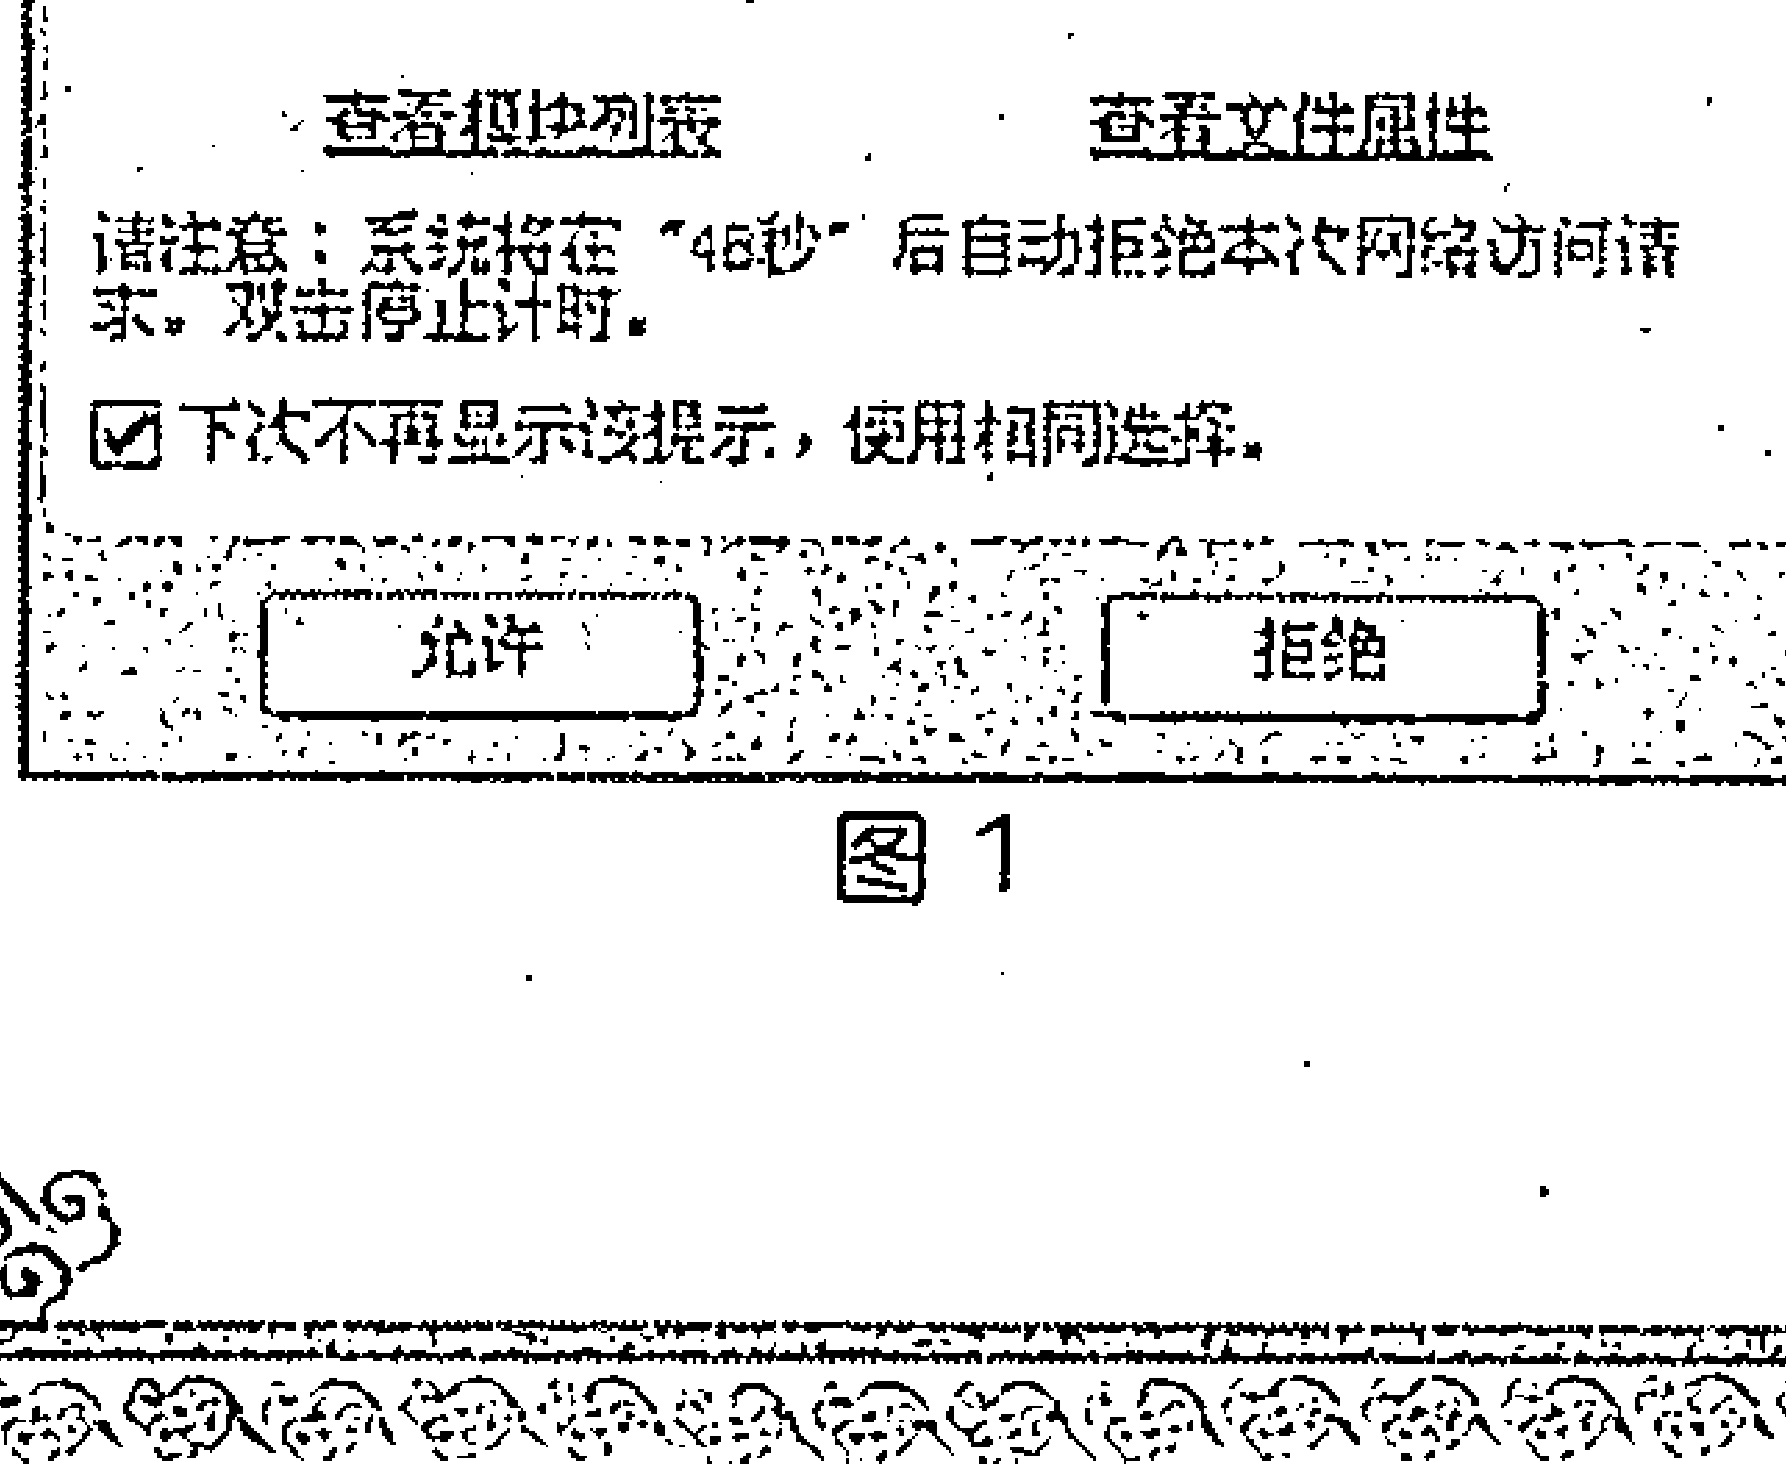 查看模块列表 查看文件属性
请注意：系统将在 “46秒” 后自动拒绝本次网络访问请
求。双击停止计时。
下次不再显示该提示，使用相同选择。
允许 拒绝
图 1